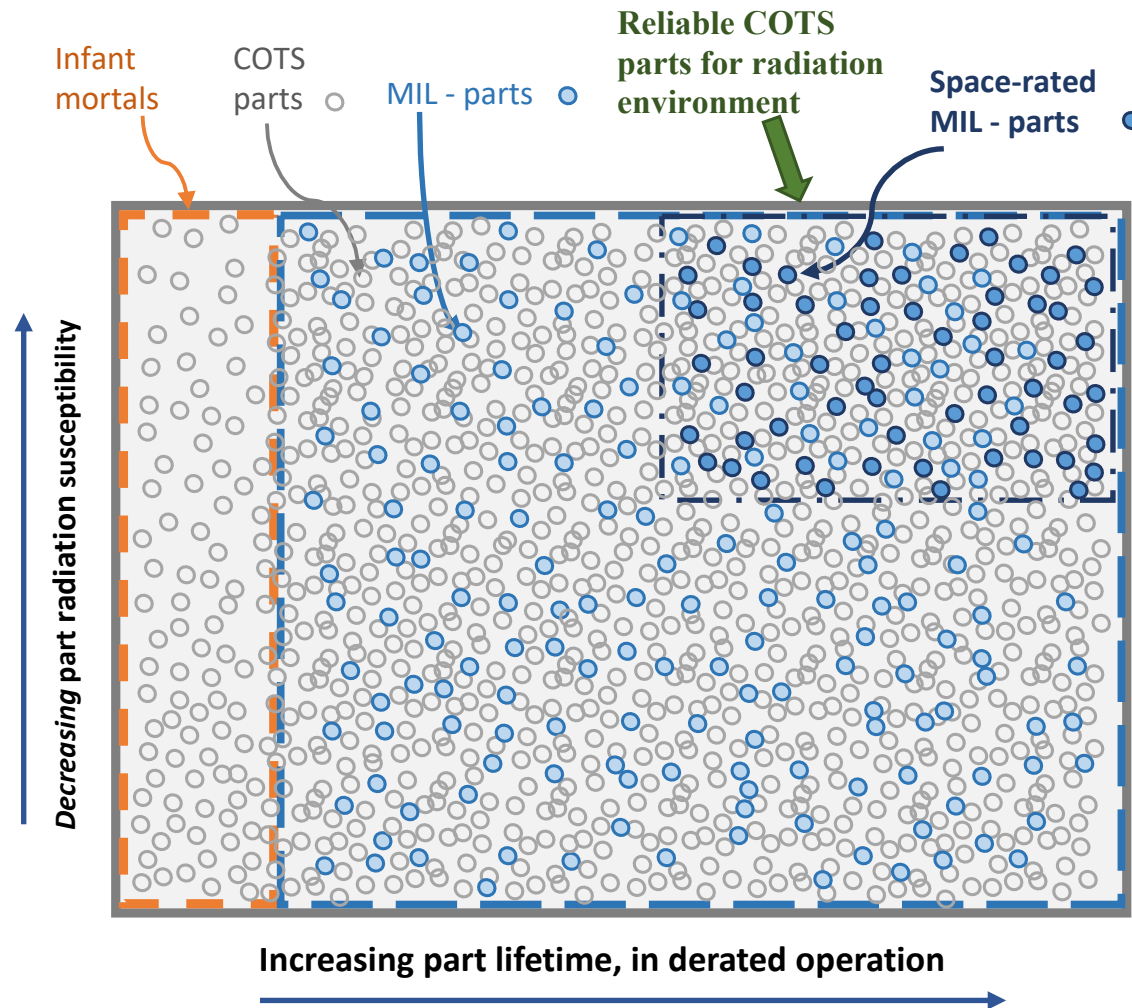 Infant
mortals
COTS
parts
MIL - parts
Reliable COTS
parts for radiation
environment
Space-rated
MIL - parts
Decreasing part radiation susceptibility
Increasing part lifetime, in derated operation